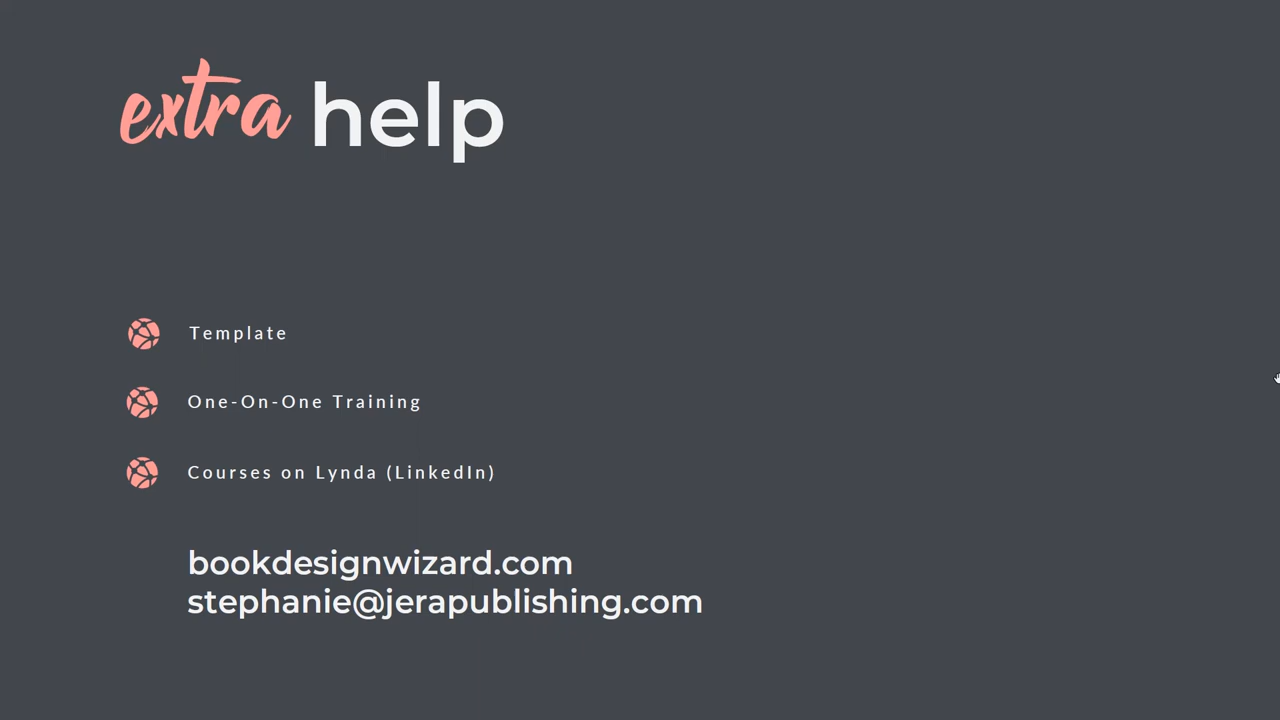 extra help
Template
One-On-One Training
Courses on Lynda (LinkedIn)
bookdesignwizard.com
stephanie@jerapublishing.com